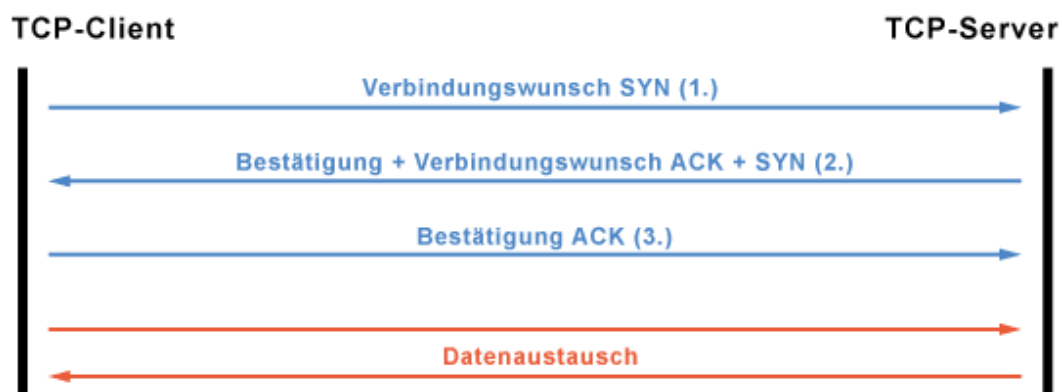 TCP-Client
TCP-Server
Verbindungswunsch SYN (1.)
Bestätigung + Verbindungswunsch ACK + SYN (2.)
Bestätigung ACK (3.)
Datenaustausch